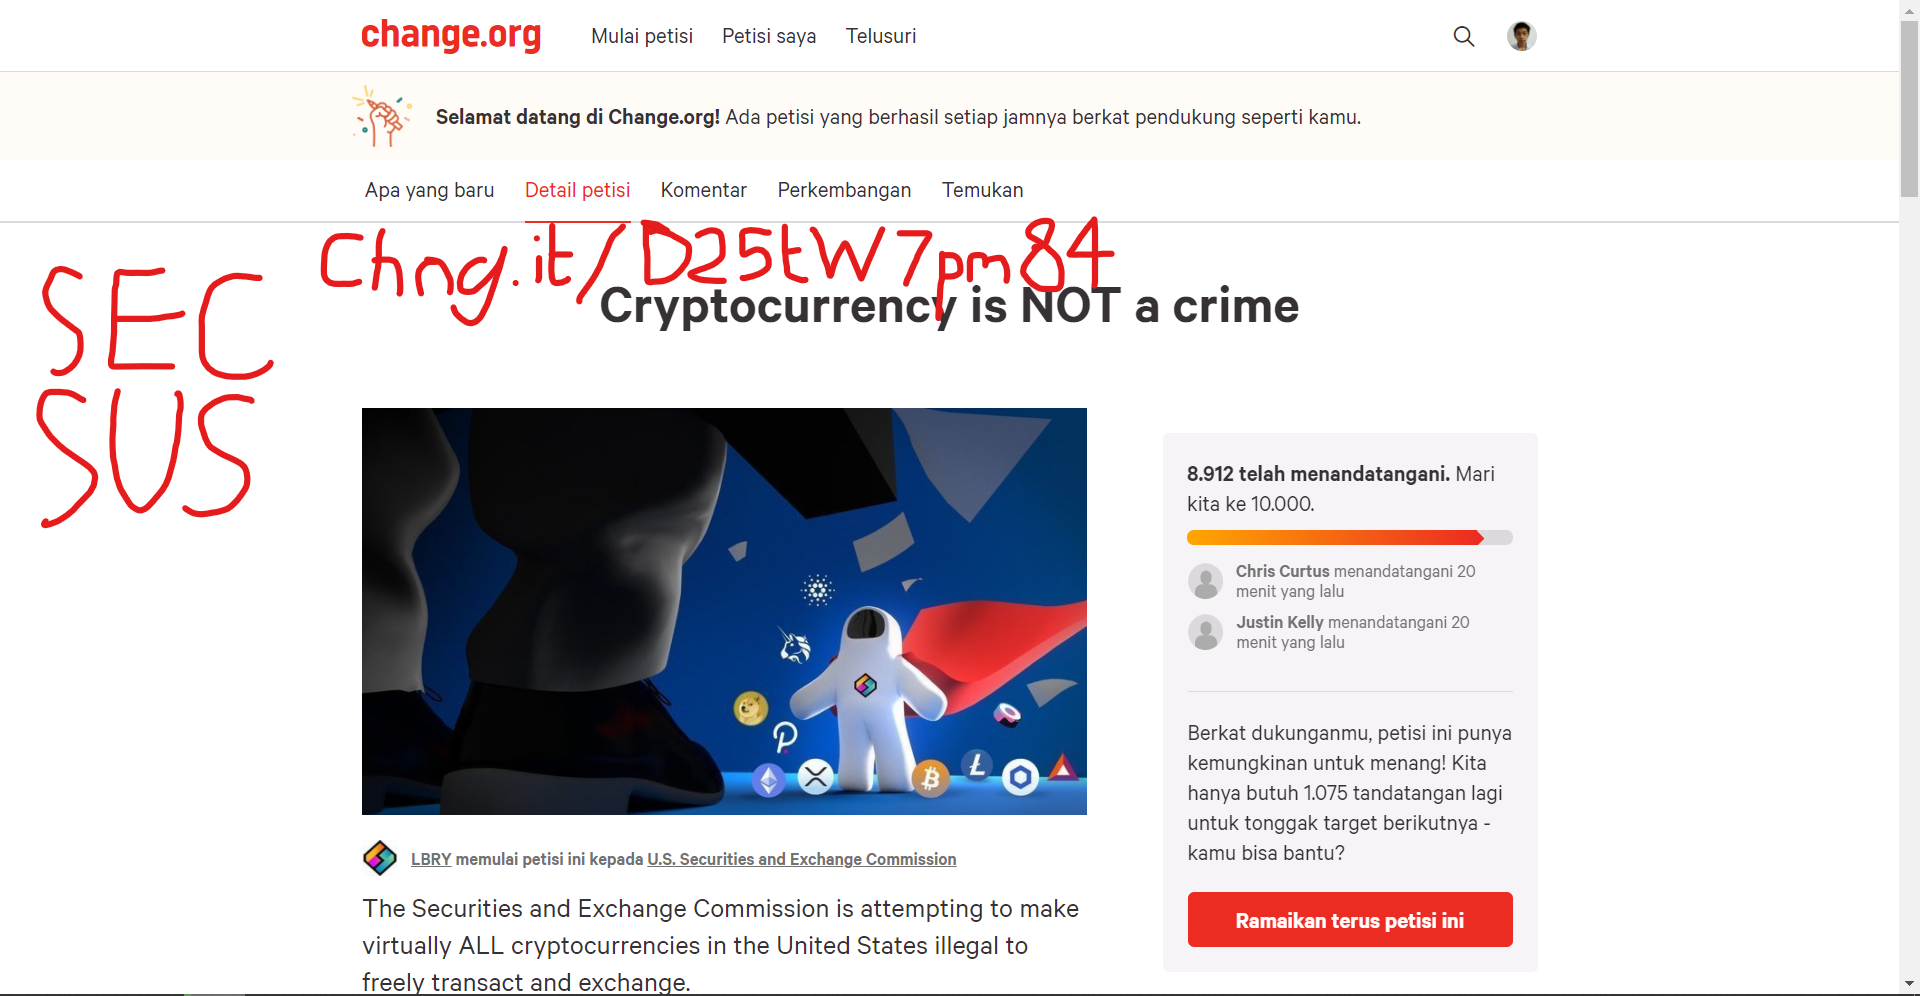 change.org Mulai petisi Petisi saya Telusuri
Selamat datang di Change.org! Ada petisi yang berhasil setiap jamnya berkat pendukung seperti kamu.
Apa yang baru Detail petisi Komentar Perkembangan Temukan
Chng.it/D25tW7pm84
SEC
SUS
Cryptocurrency is NOT a crime
8.912 telah menandatangani. Mari
kita ke 10.000.
Chris Curtus menandatangani 20
menit yang lalu
Justin Kelly menandatangani 20
menit yang lalu
Berkat dukunganmu, petisi ini punya
kemungkinan untuk menang! Kita
hanya butuh 1.075 tandatangan lagi
untuk tonggak target berikutnya -
kamu bisa bantu?
Ramaikan terus petisi ini
LBRY memulai petisi ini kepada U.S. Securities and Exchange Commission
The Securities and Exchange Commission is attempting to make
virtually ALL cryptocurrencies in the United States illegal to
freely transact and exchange.